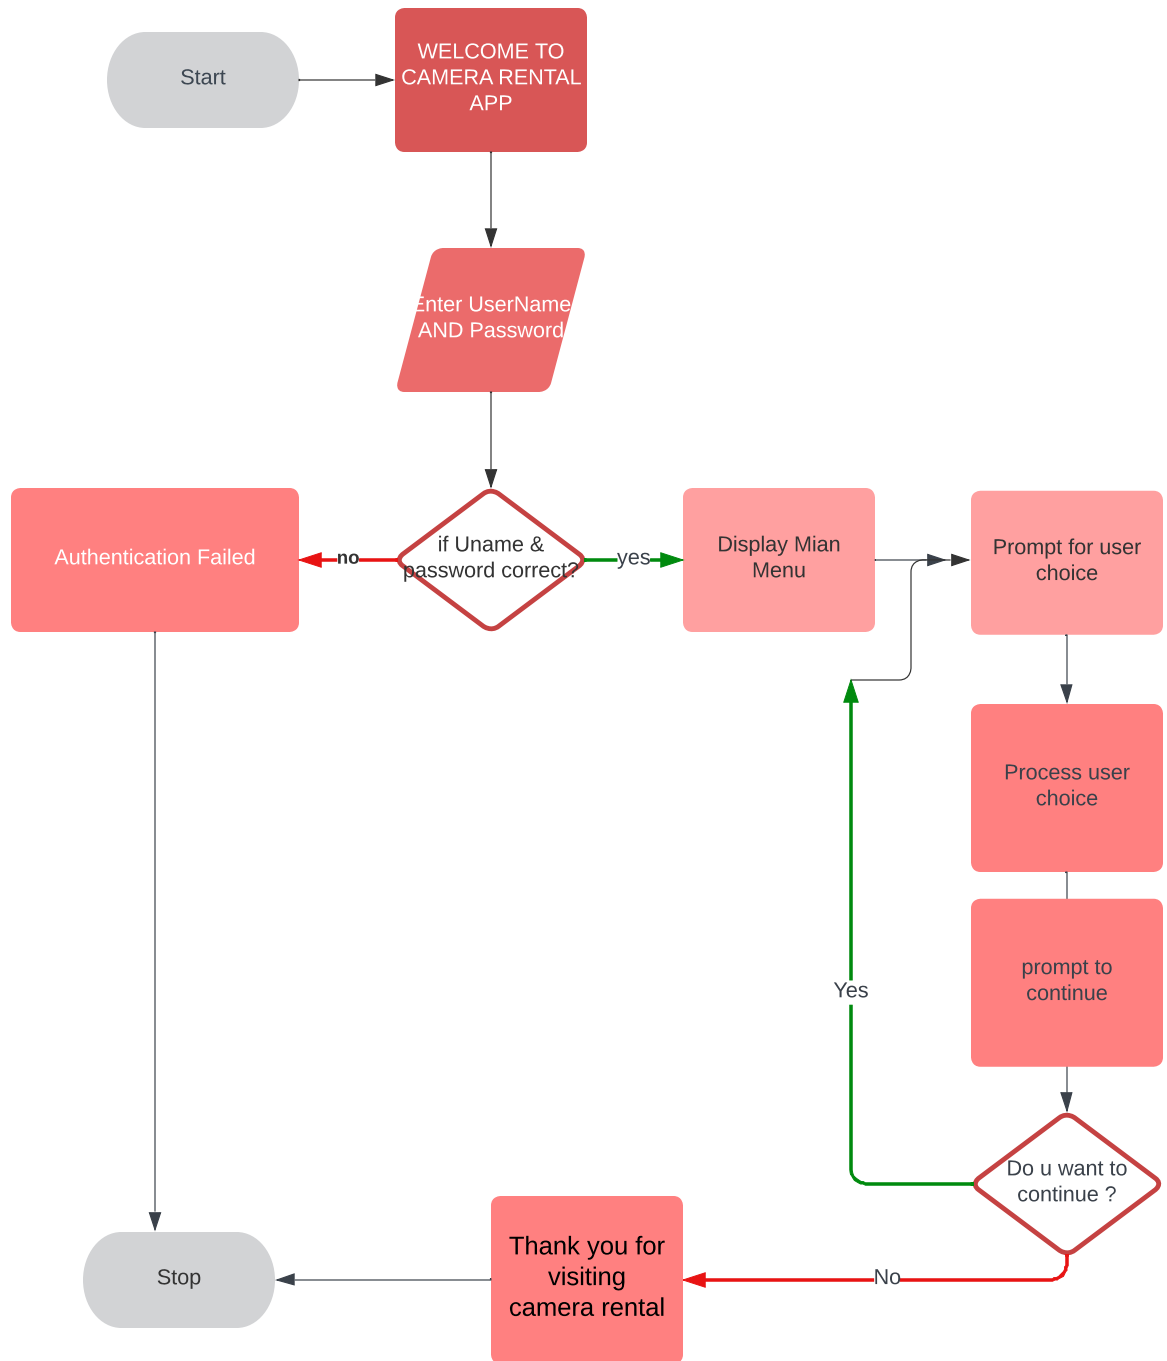 Start
WELCOME TO
CAMERA RENTAL
APP
Enter UserName
AND Password
Authentication Failed
no
if Uname &
password correct?
yes
Display Mian
Menu
Prompt for user
choice
Process user
choice
prompt to
continue
Yes
Do u want to
continue ?
No
Thank you for
visiting
camera rental
Stop